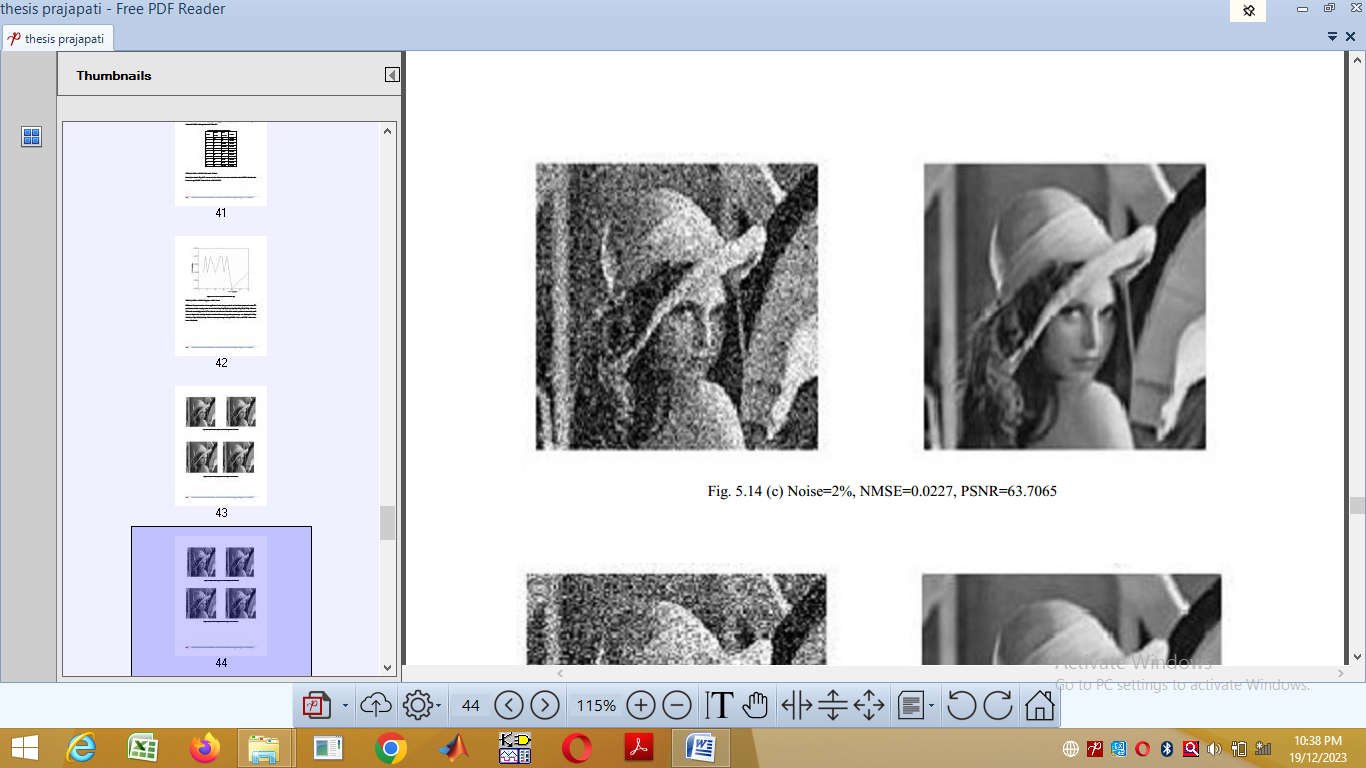 thesis prajapati - Free PDF Reader
thesis prajapati
Thumbnails
41
42
43
44
Fig. 5.14 (c) Noise=2%, NMSE=0.0227, PSNR=63.7065
Activate Windows
Go to PC settings to activate Windows.
44
115%
10:38 PM
19/12/2023